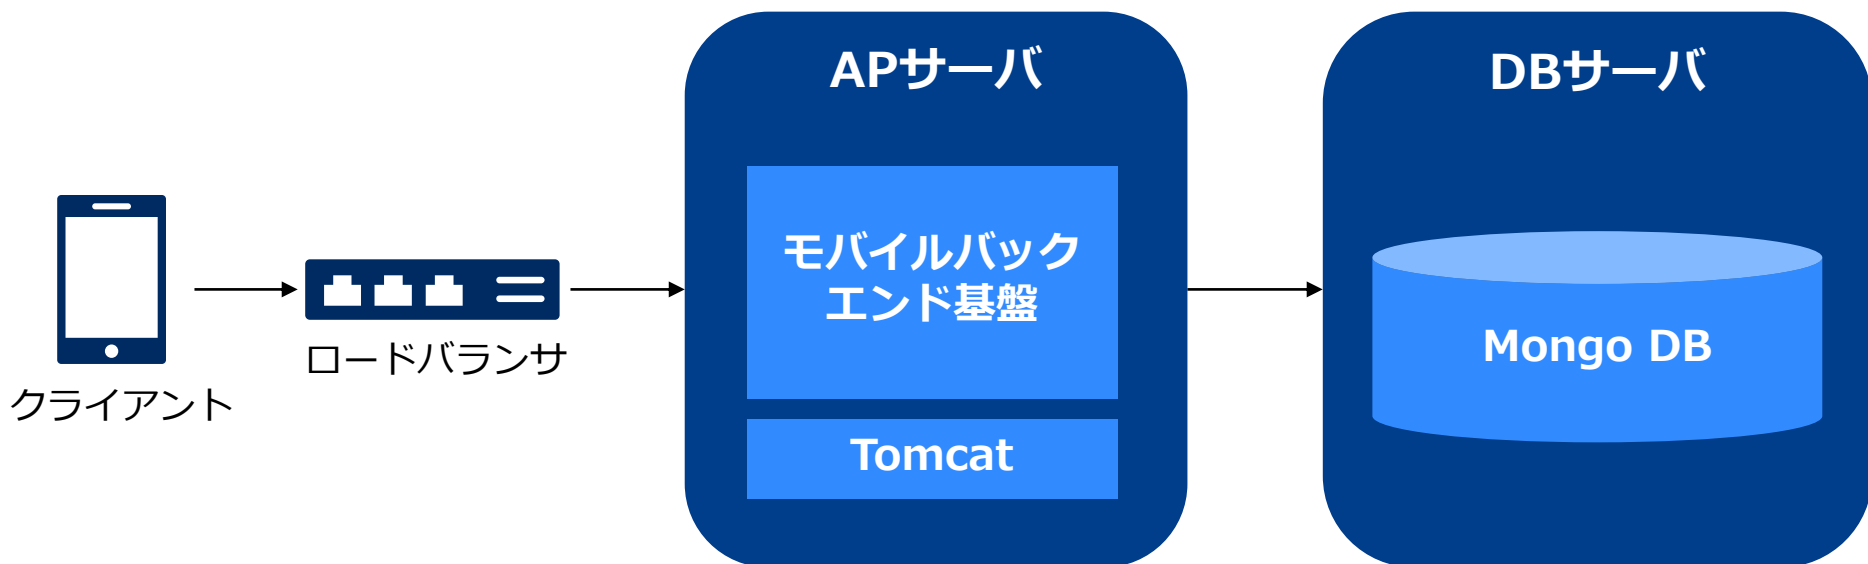 クライアント
ロードバランサ
APサーバ
モバイルバック
エンド基盤
Tomcat
DBサーバ
Mongo DB